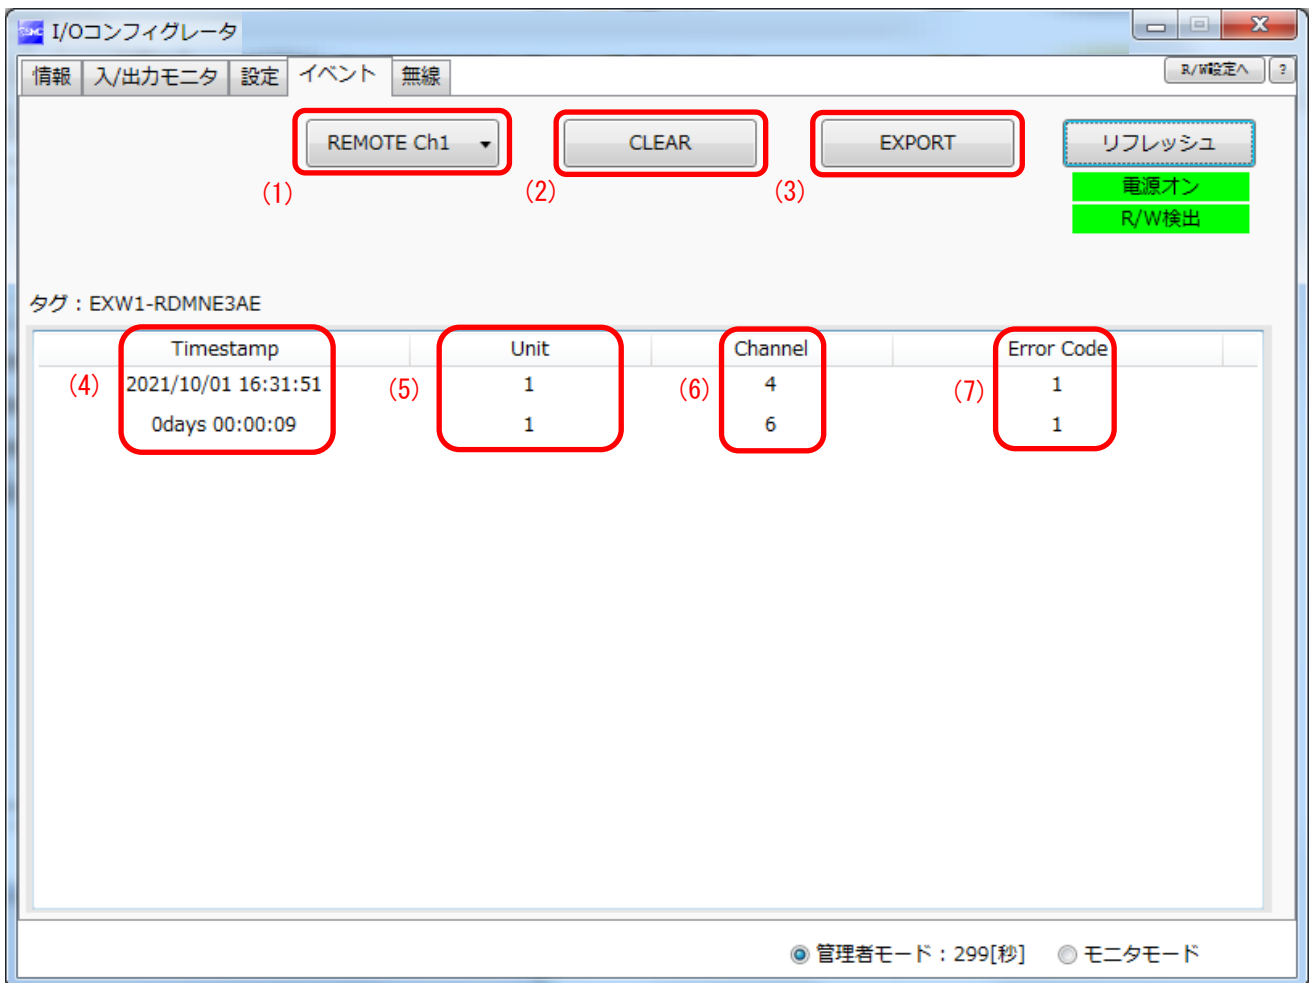 SMC I/Oコンフィグレータ
情報 入/出力モニタ 設定 イベント 無線 R/W設定へ ?
REMOTE Ch1 CLEAR EXPORT リフレッシュ
(1) (2) (3) 電源オン
R/W検出
タグ：EXW1-RDMNE3AE
Timestamp Unit Channel Error Code
(4) 2021/10/01 16:31:51 (5) 1 (6) 4 (7) 1
0days 00:00:09 1 6 1
管理者モード：299[秒] モニタモード